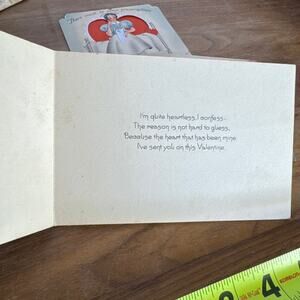 I'm quite heartless, I confess-
The reason is not hard to guess,
Because the heart that has been mine
I've sent you on this Valentine.
4